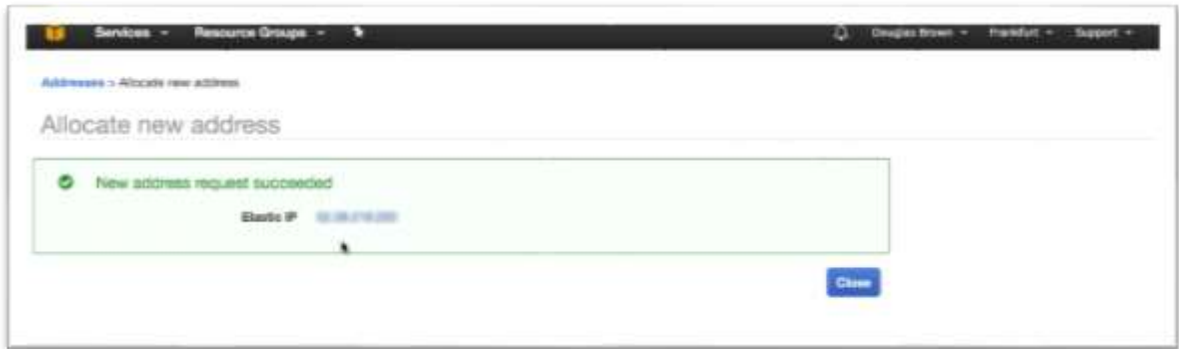 Services Resource Groups Douglas Brown Frankfurt Support
Addresses > Allocate new address
Allocate new address
New address request succeeded
Elastic IP
Close